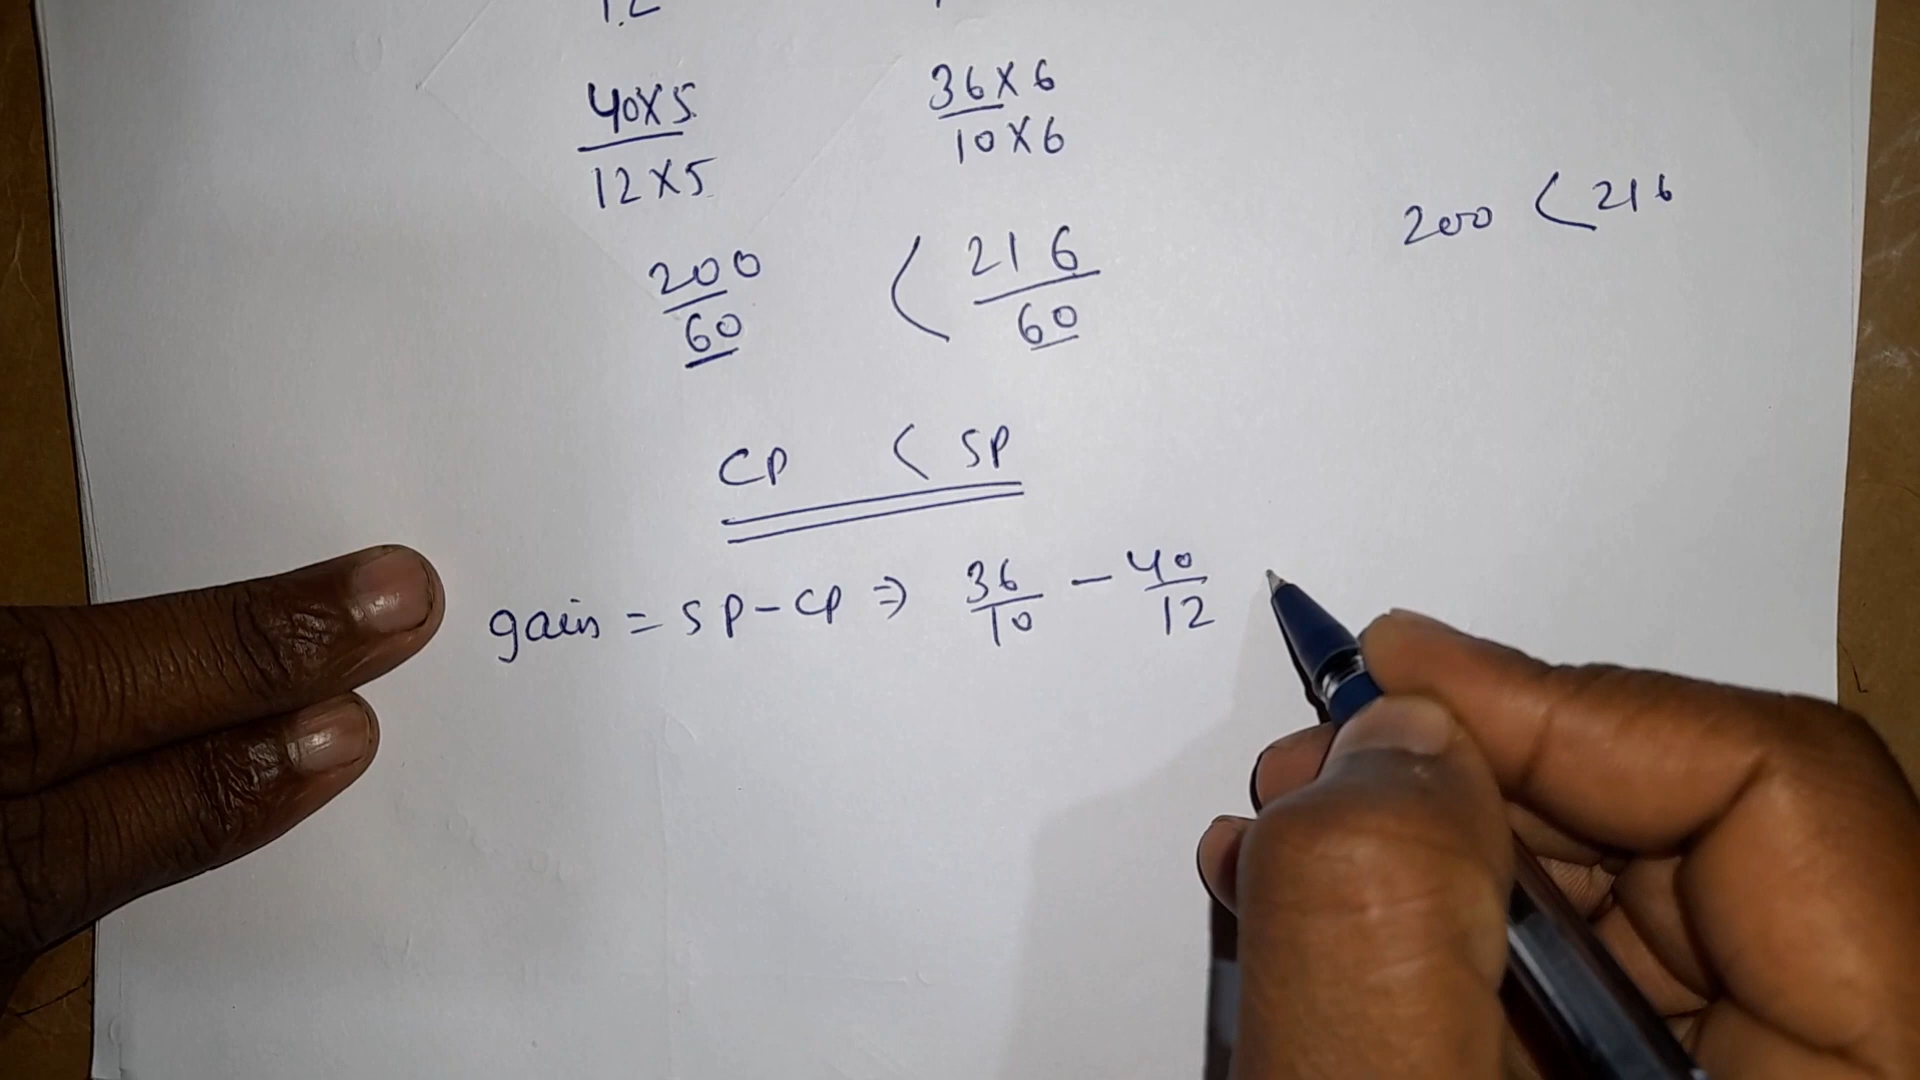 40×5 36×6
12×5 10×6
200 < 216
200 < 216
60 60
CP < SP
gain = SP-CP ⇒ 36/10 - 40/12